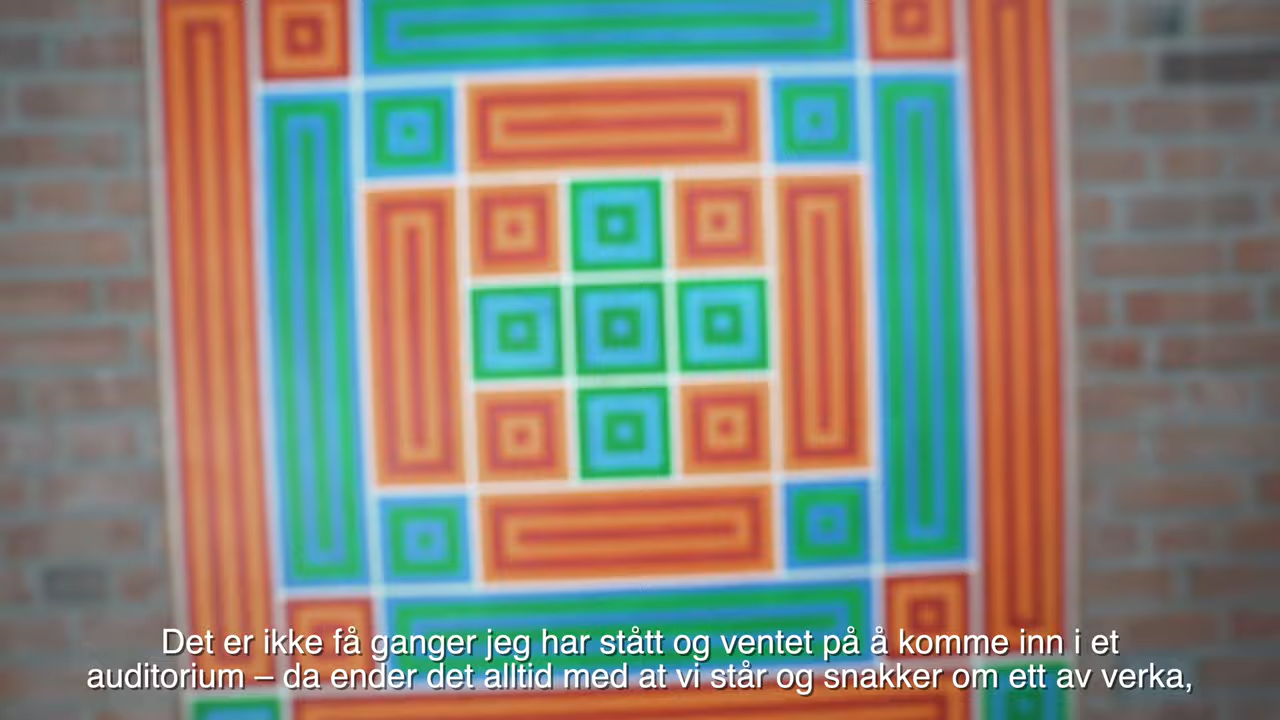 Det er ikke få ganger jeg har stått og ventet på å komme inn i et
auditorium – da ender det alltid med at vi står og snakker om ett av verka,